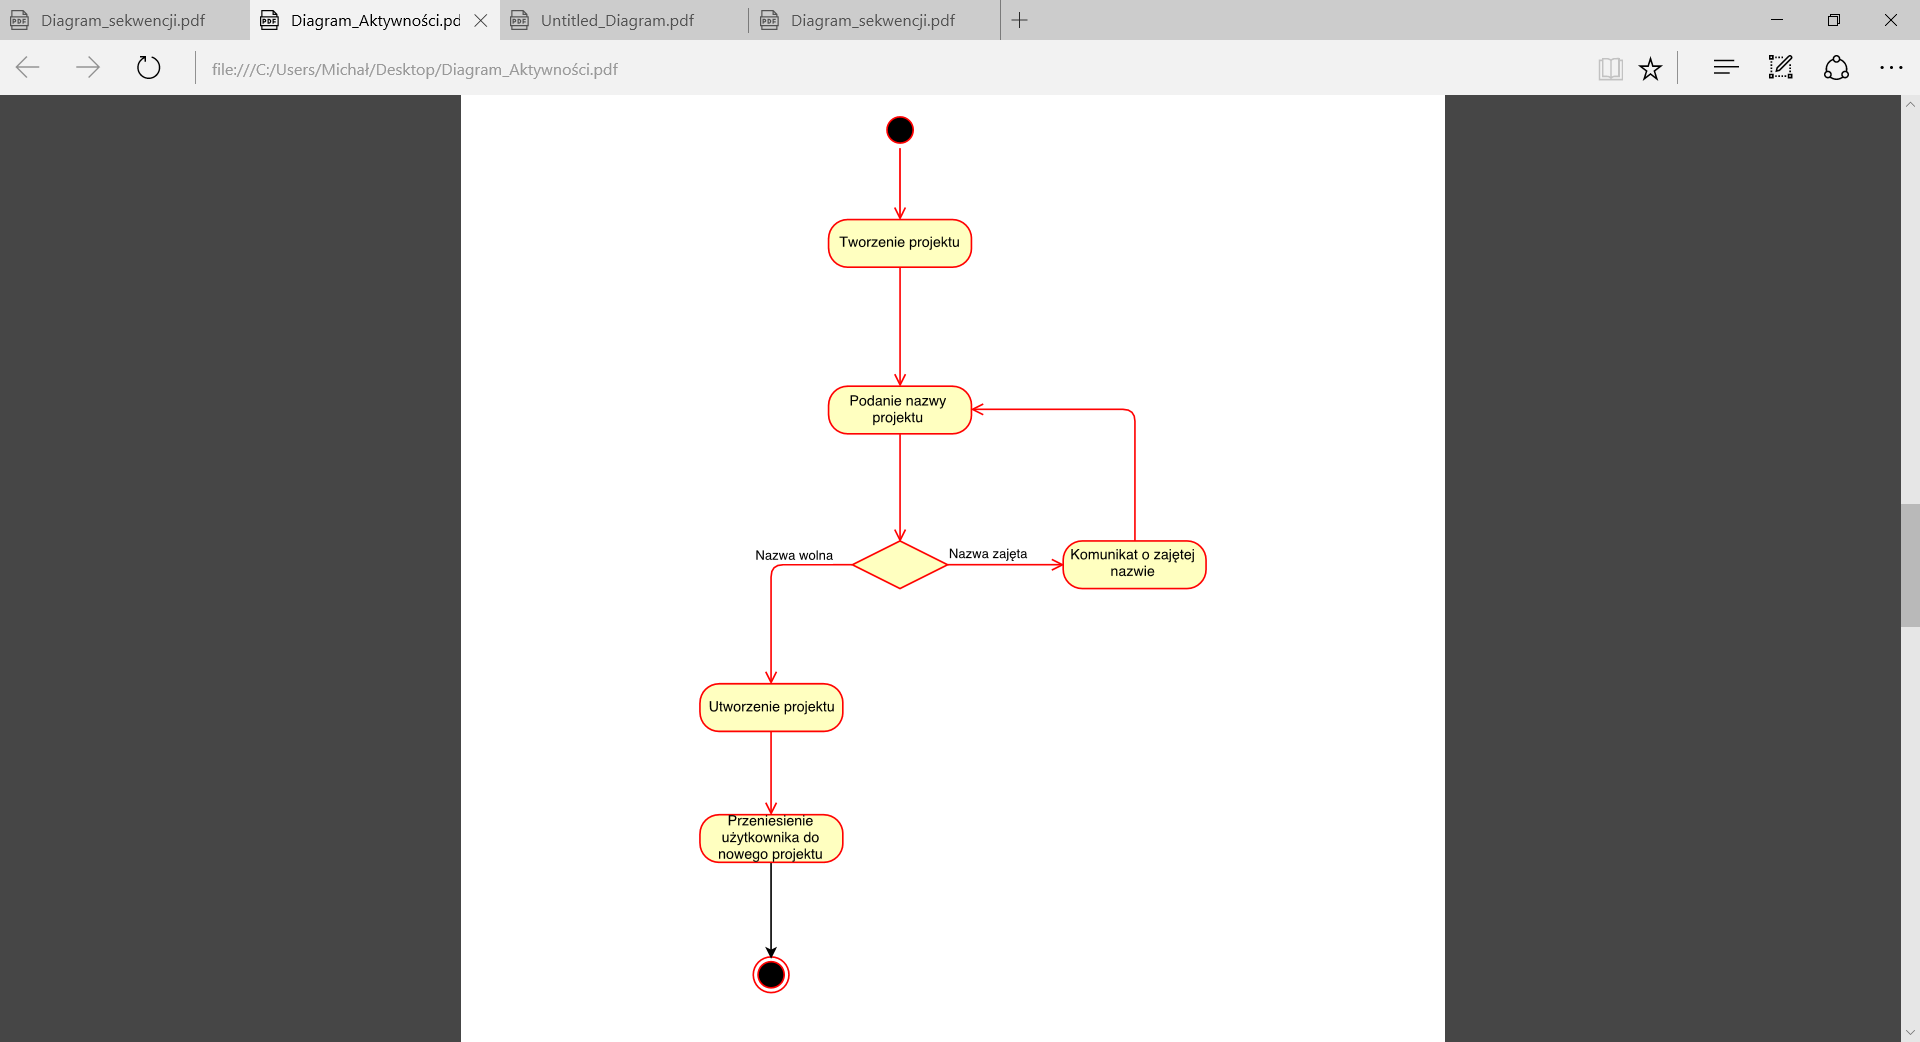 Diagram_sekwencji.pdf
Diagram_Aktywności.pd
Untitled_Diagram.pdf
Diagram_sekwencji.pdf
file:///C:/Users/Michał/Desktop/Diagram_Aktywności.pdf
Tworzenie projektu
Podanie nazwy
projektu
Nazwa wolna
Nazwa zajęta
Komunikat o zajętej
nazwie
Utworzenie projektu
Przeniesienie
użytkownika do
nowego projektu